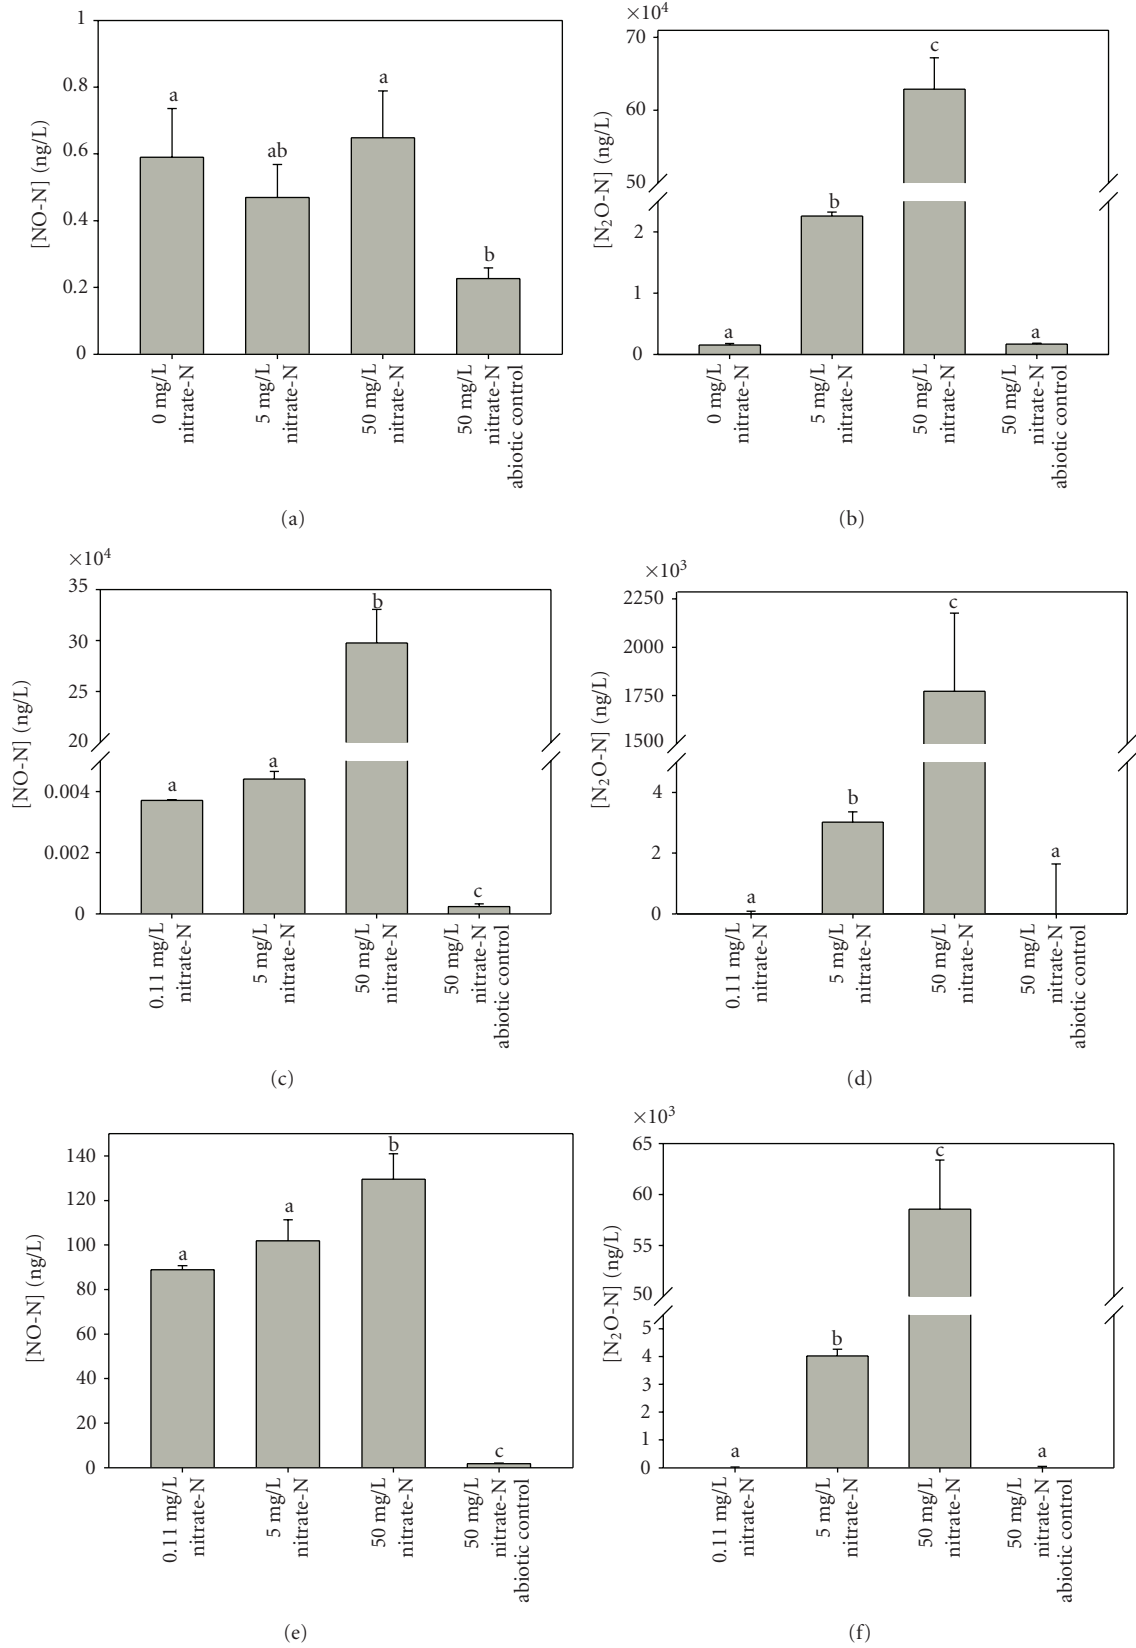 [NO-N] (ng/L)
1
0.8
0.6
0.4
0.2
0
a
ab
a
b
0 mg/L
nitrate-N
5 mg/L
nitrate-N
50 mg/L
nitrate-N
50 mg/L
nitrate-N
abiotic control
(a)
×10⁴
[N₂O-N] (ng/L)
70
60
50
2
1
0
a
b
c
a
0 mg/L
nitrate-N
5 mg/L
nitrate-N
50 mg/L
nitrate-N
50 mg/L
nitrate-N
abiotic control
(b)
×10⁴
[NO-N] (ng/L)
35
30
25
20
0.004
0.002
0
a
a
b
c
0.11 mg/L
nitrate-N
5 mg/L
nitrate-N
50 mg/L
nitrate-N
50 mg/L
nitrate-N
abiotic control
(c)
×10³
[N₂O-N] (ng/L)
2250
2000
1750
1500
4
2
0
a
b
c
a
0.11 mg/L
nitrate-N
5 mg/L
nitrate-N
50 mg/L
nitrate-N
50 mg/L
nitrate-N
abiotic control
(d)
[NO-N] (ng/L)
140
120
100
80
60
40
20
0
a
a
b
c
0.11 mg/L
nitrate-N
5 mg/L
nitrate-N
50 mg/L
nitrate-N
50 mg/L
nitrate-N
abiotic control
(e)
×10³
[N₂O-N] (ng/L)
65
60
55
50
5
4
3
2
1
0
a
b
c
a
0.11 mg/L
nitrate-N
5 mg/L
nitrate-N
50 mg/L
nitrate-N
50 mg/L
nitrate-N
abiotic control
(f)